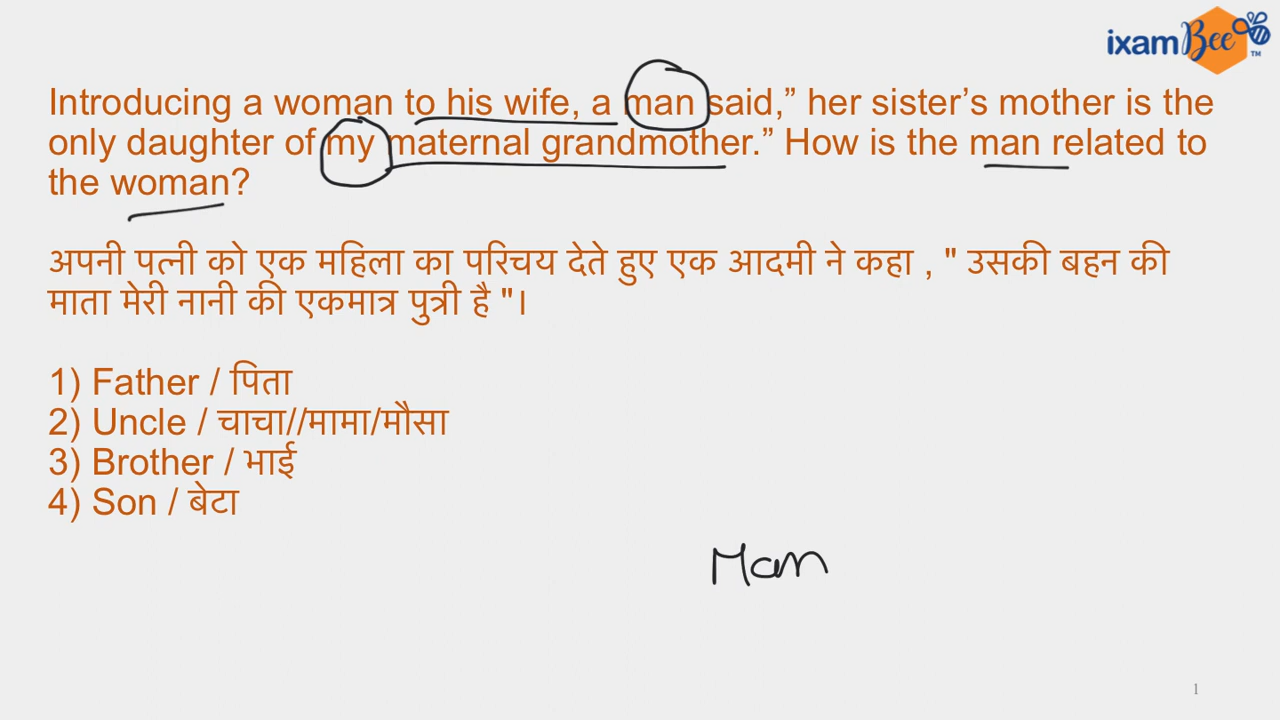 ixamBee
TM
Introducing a woman to his wife, a man said,” her sister’s mother is the
only daughter of my maternal grandmother.” How is the man related to
the woman?
अपनी पत्नी को एक महिला का परिचय देते हुए एक आदमी ने कहा , " उसकी बहन की
माता मेरी नानी की एकमात्र पुत्री है "।
1) Father / पिता
2) Uncle / चाचा//मामा/मौसा
3) Brother / भाई
4) Son / बेटा
Man
1